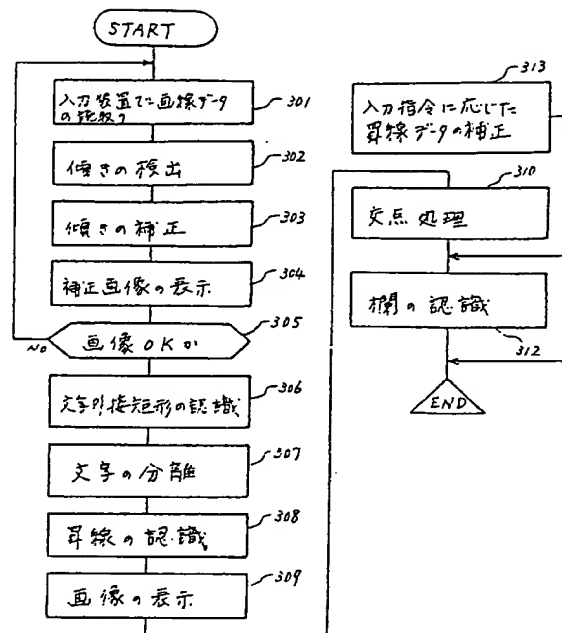 START
入力装置で画線データ
の読取り
301
傾きの検出
302
傾きの補正
303
補正画像の表示
304
画像OKか
305
NO
文字外接矩形の認識
306
文字の分離
307
罫線の認識
308
画像の表示
309
313
入力指令に応じた
罫線データの補正
310
交点処理
欄の認識
312
END